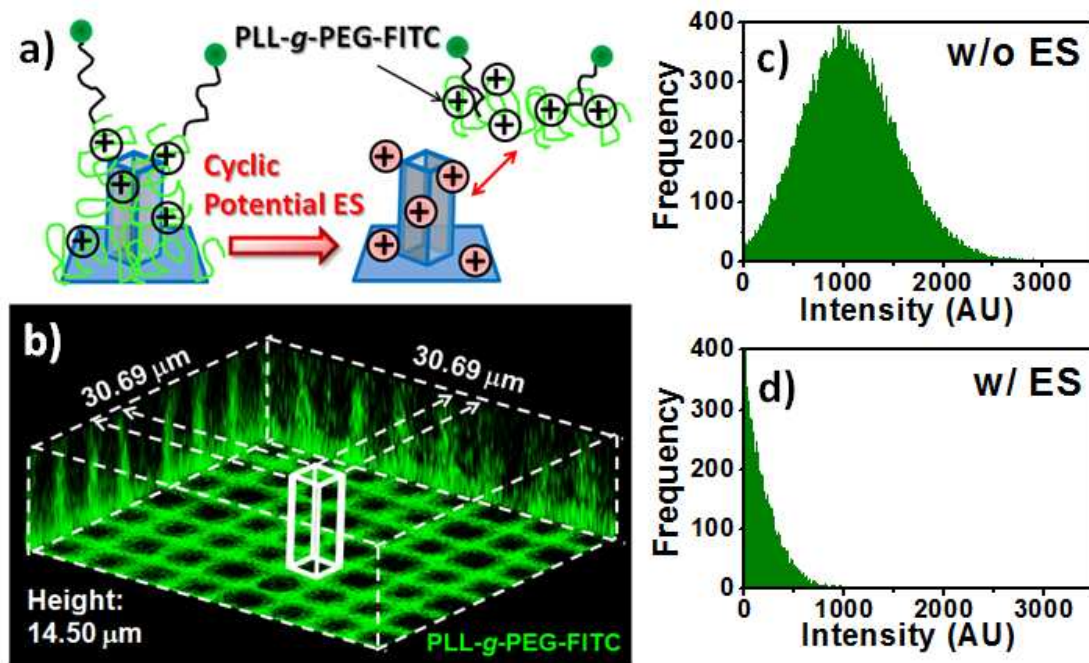 a)
PLL-g-PEG-FITC
Cyclic
Potential ES
b)
30.69 μm
30.69 μm
Height:
14.50 μm
PLL-g-PEG-FITC
c)
w/o ES
Frequency
400
300
200
100
0
0 1000 2000 3000
Intensity (AU)
d)
w/ ES
Frequency
400
300
200
100
0
0 1000 2000 3000
Intensity (AU)